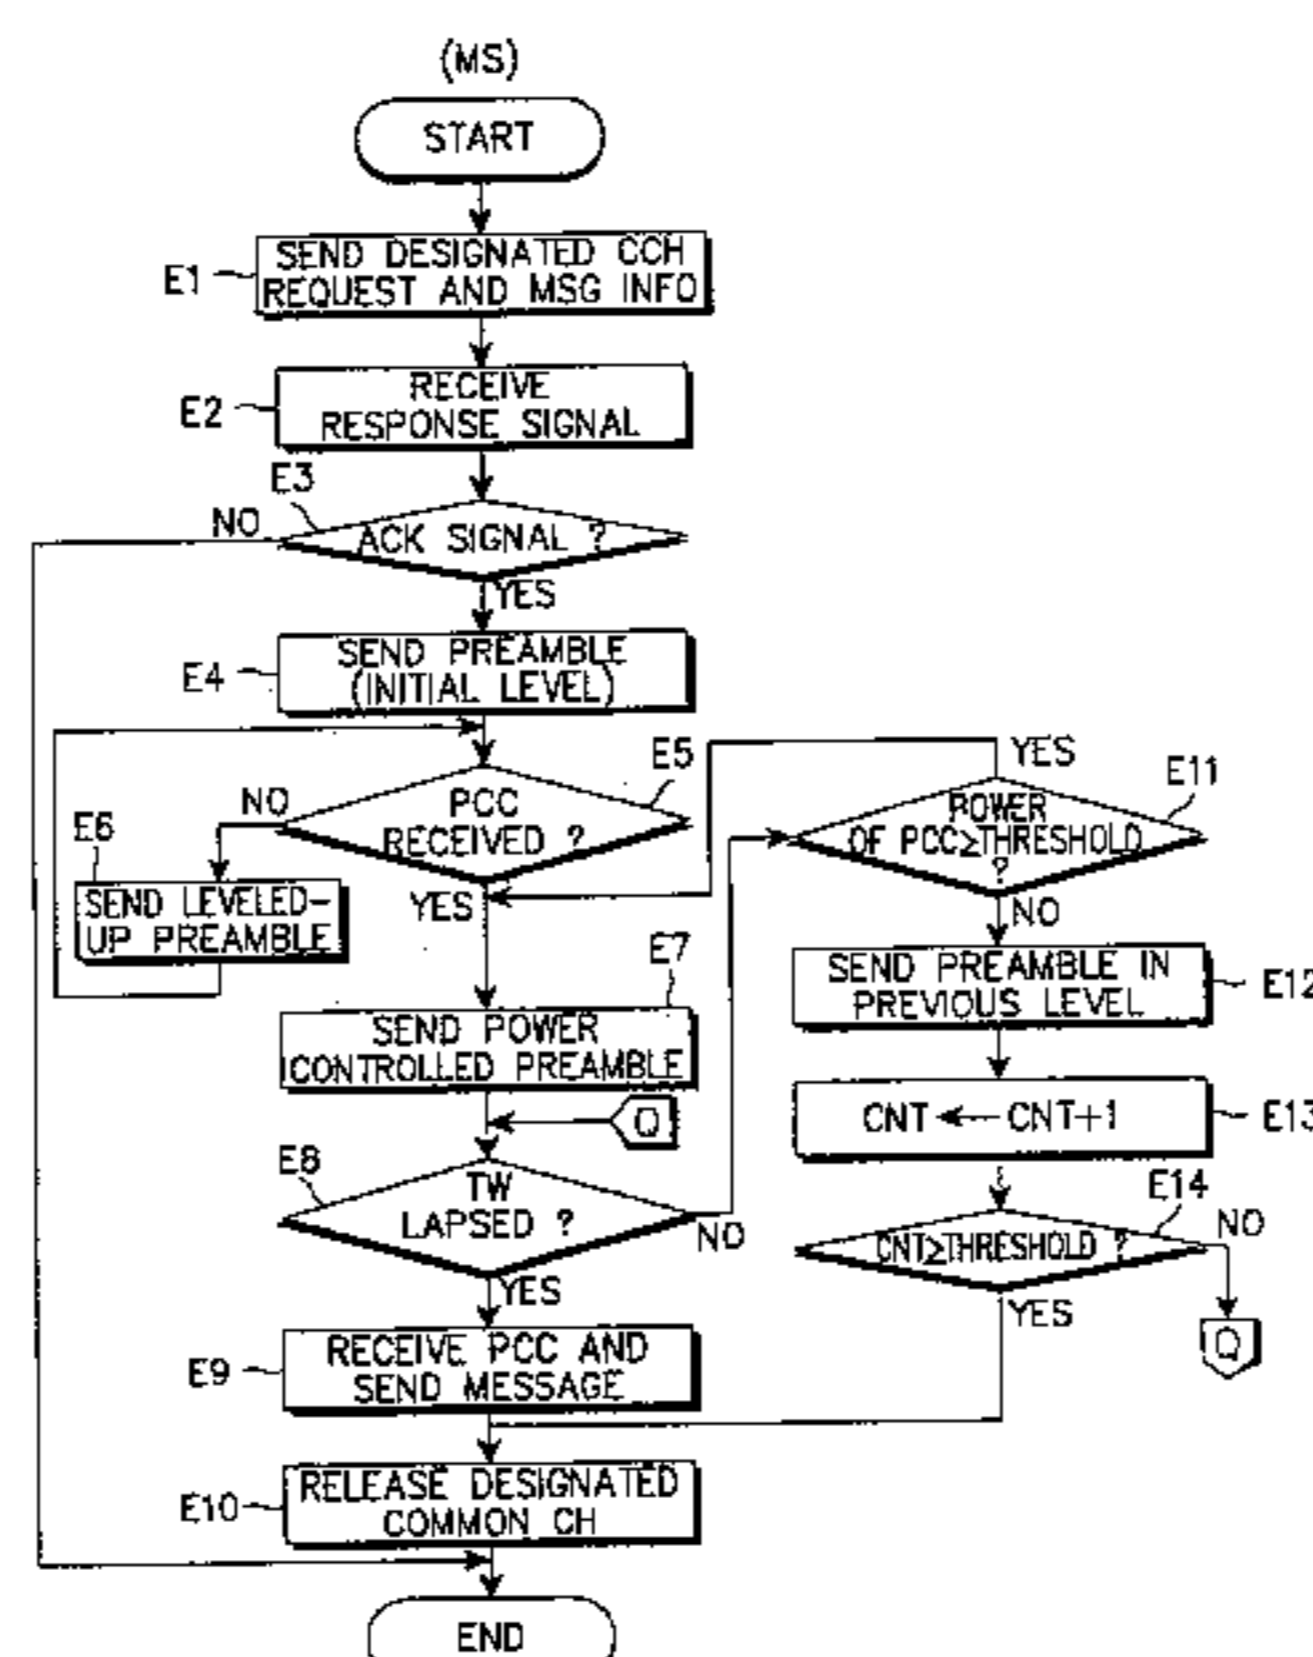 (MS)
START
E1
SEND DESIGNATED CCH
REQUEST AND MSG INFO
E2
RECEIVE
RESPONSE SIGNAL
E3
NO
ACK SIGNAL ?
YES
E4
SEND PREAMBLE
(INITIAL LEVEL)
E5
NO
PCC
RECEIVED ?
YES
E6
SEND LEVELED-
UP PREAMBLE
E7
SEND POWER
CONTROLLED PREAMBLE
Q
E8
TW
LAPSED ?
NO
YES
E9
RECEIVE PCC AND
SEND MESSAGE
E10
RELEASE DESIGNATED
COMMON CH
END
YES
E11
POWER
OF PCC≥THRESHOLD
?
NO
SEND PREAMBLE IN
PREVIOUS LEVEL
E12
CNT ← CNT+1
E13
E14
CNT≥THRESHOLD ?
NO
YES
Q